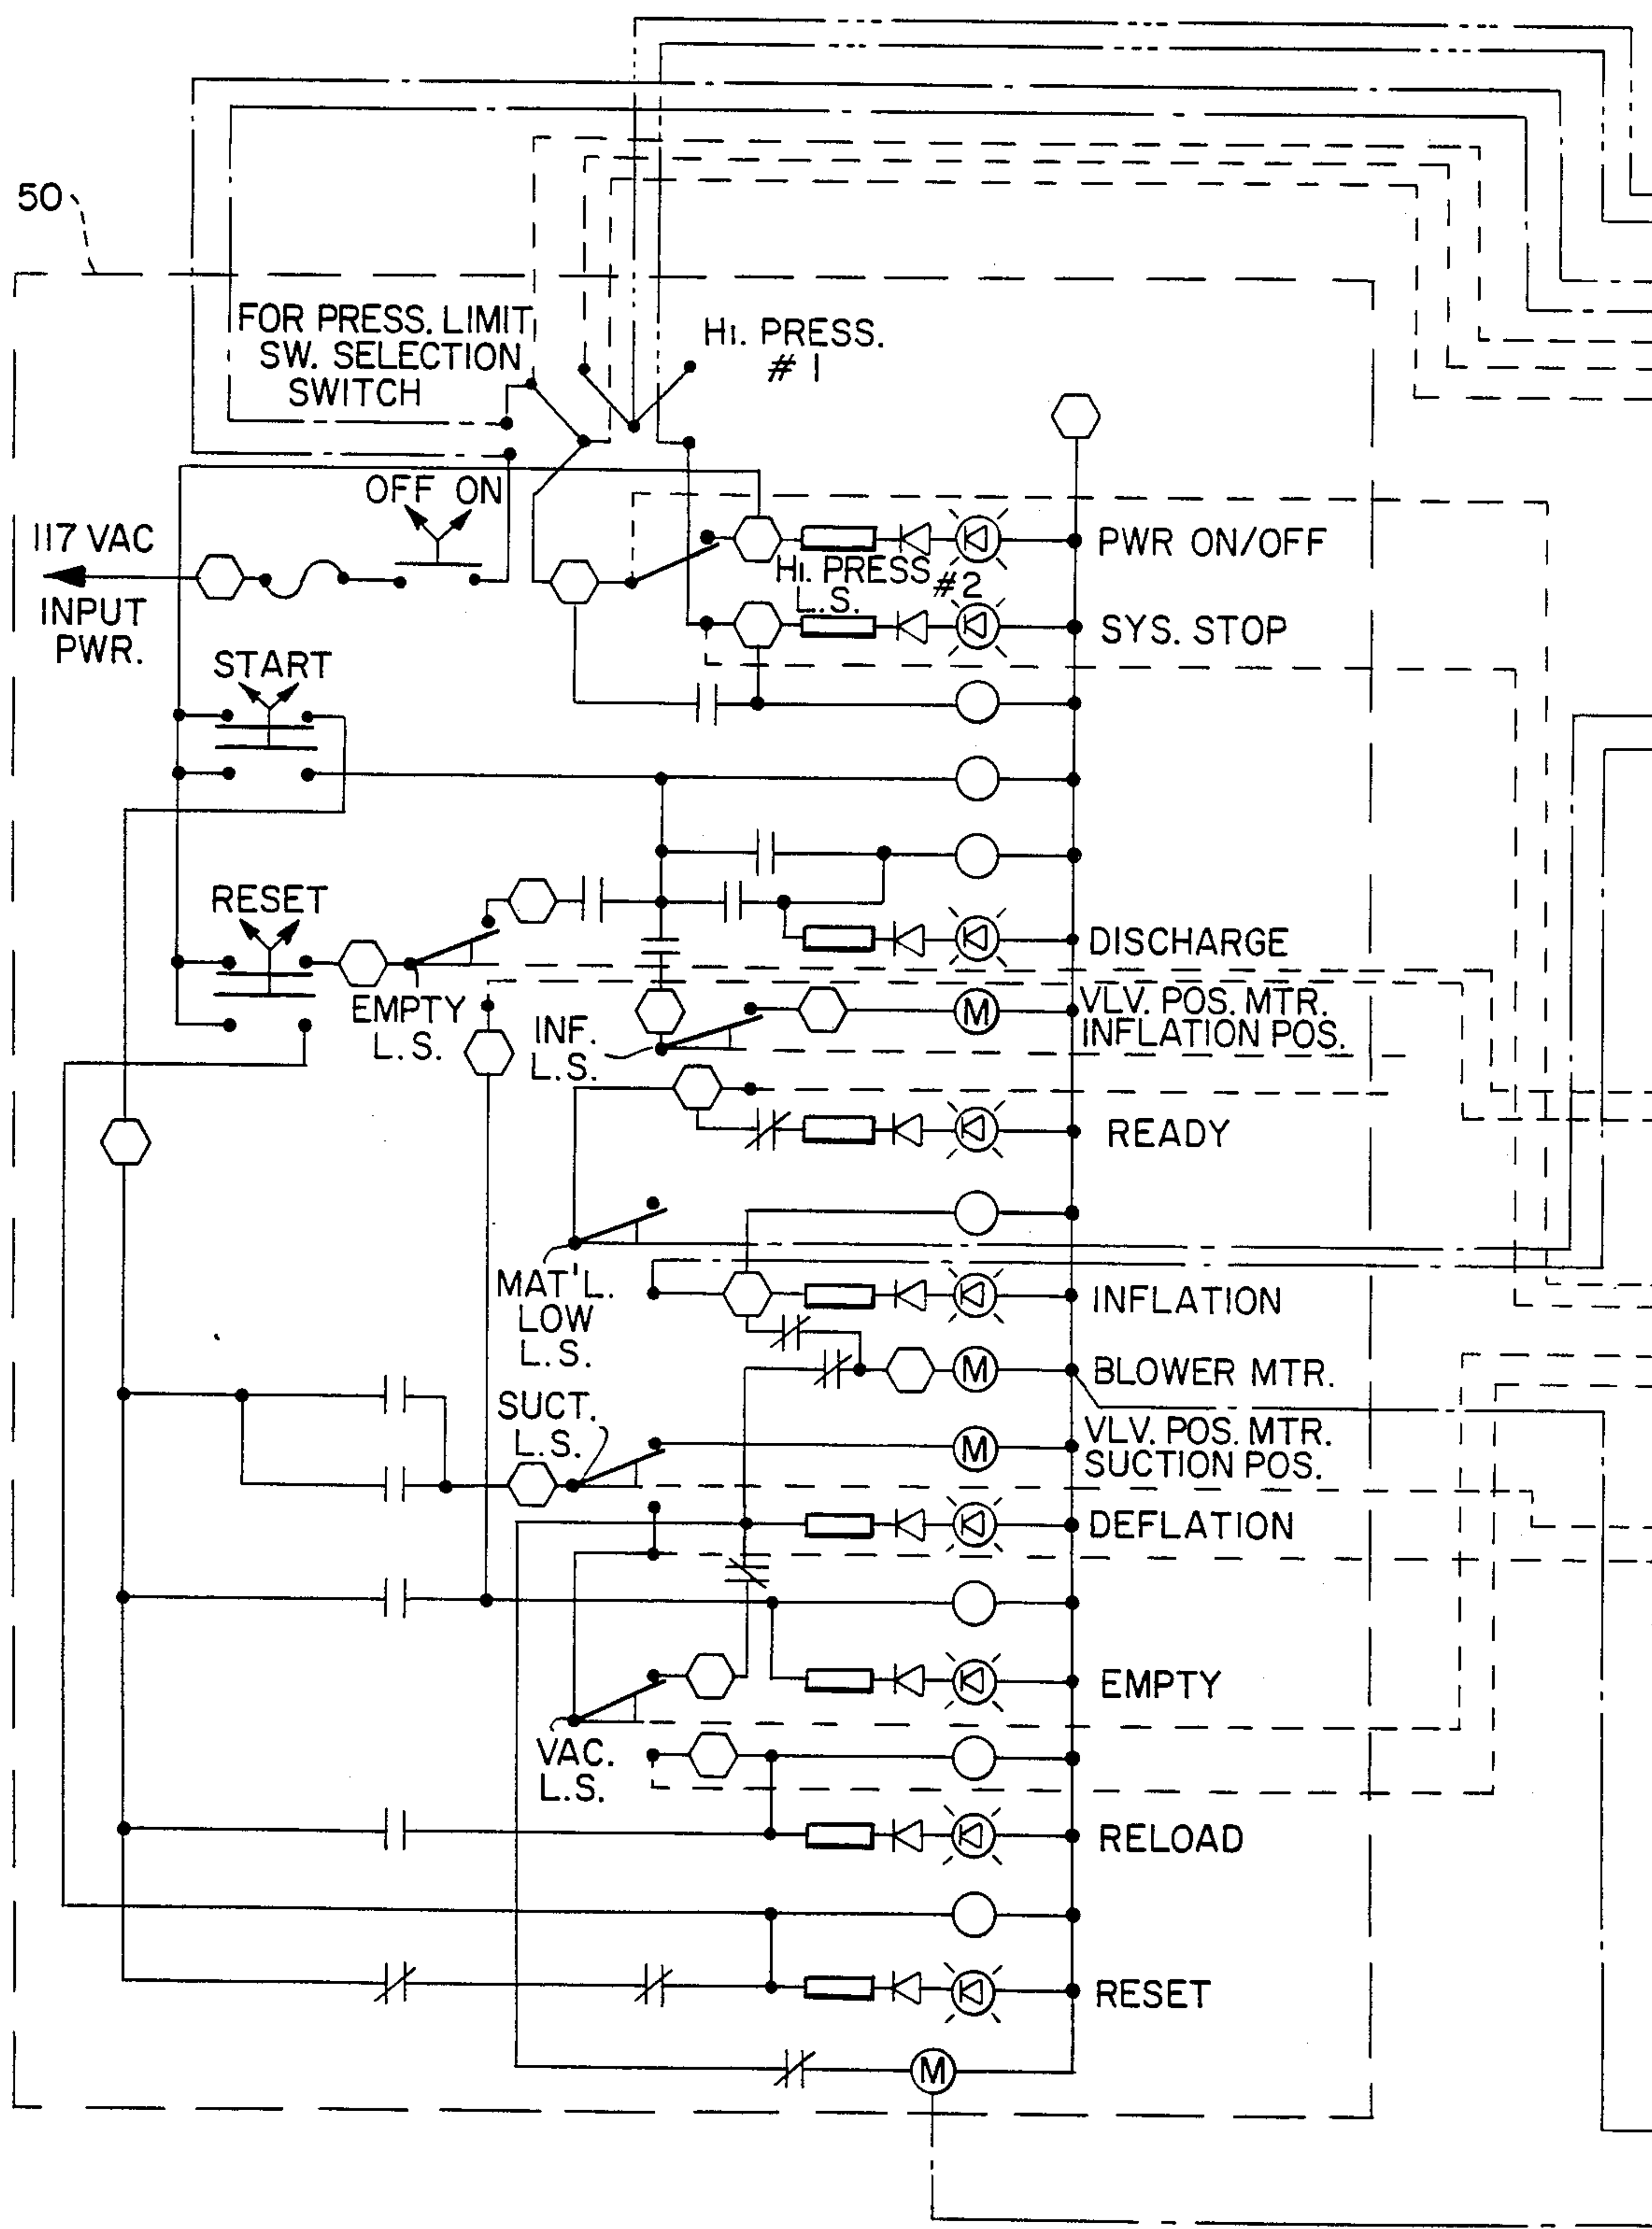 50
FOR PRESS. LIMIT
SW. SELECTION
SWITCH
HI. PRESS.
# 1
OFF ON
117 VAC
INPUT
PWR.
PWR ON/OFF
HI. PRESS #2
L.S.
SYS. STOP
START
RESET
DISCHARGE
EMPTY
L.S.
INF.
L.S.
M
VLV. POS. MTR.
INFLATION POS.
READY
MAT'L.
LOW
L.S.
INFLATION
M
BLOWER MTR.
SUCT.
L.S.
M
VLV. POS. MTR.
SUCTION POS.
DEFLATION
EMPTY
VAC.
L.S.
RELOAD
RESET
M